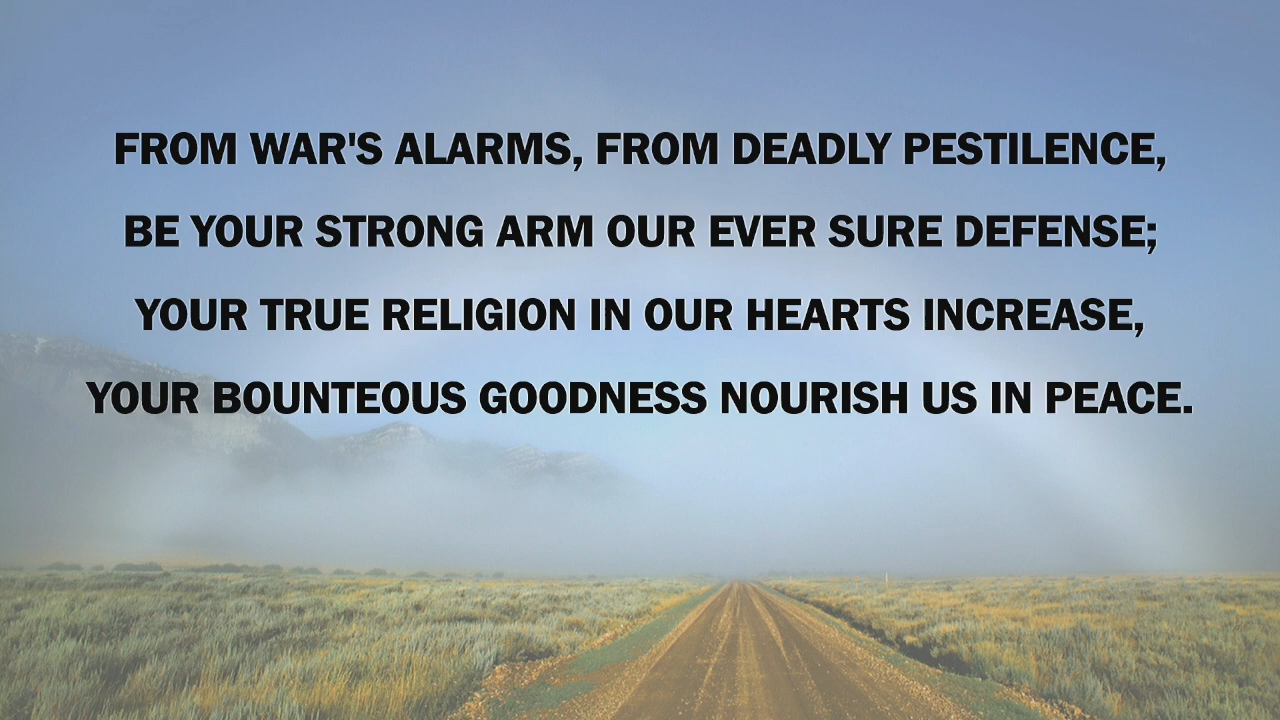 FROM WAR'S ALARMS, FROM DEADLY PESTILENCE,
BE YOUR STRONG ARM OUR EVER SURE DEFENSE;
YOUR TRUE RELIGION IN OUR HEARTS INCREASE,
YOUR BOUNTEOUS GOODNESS NOURISH US IN PEACE.